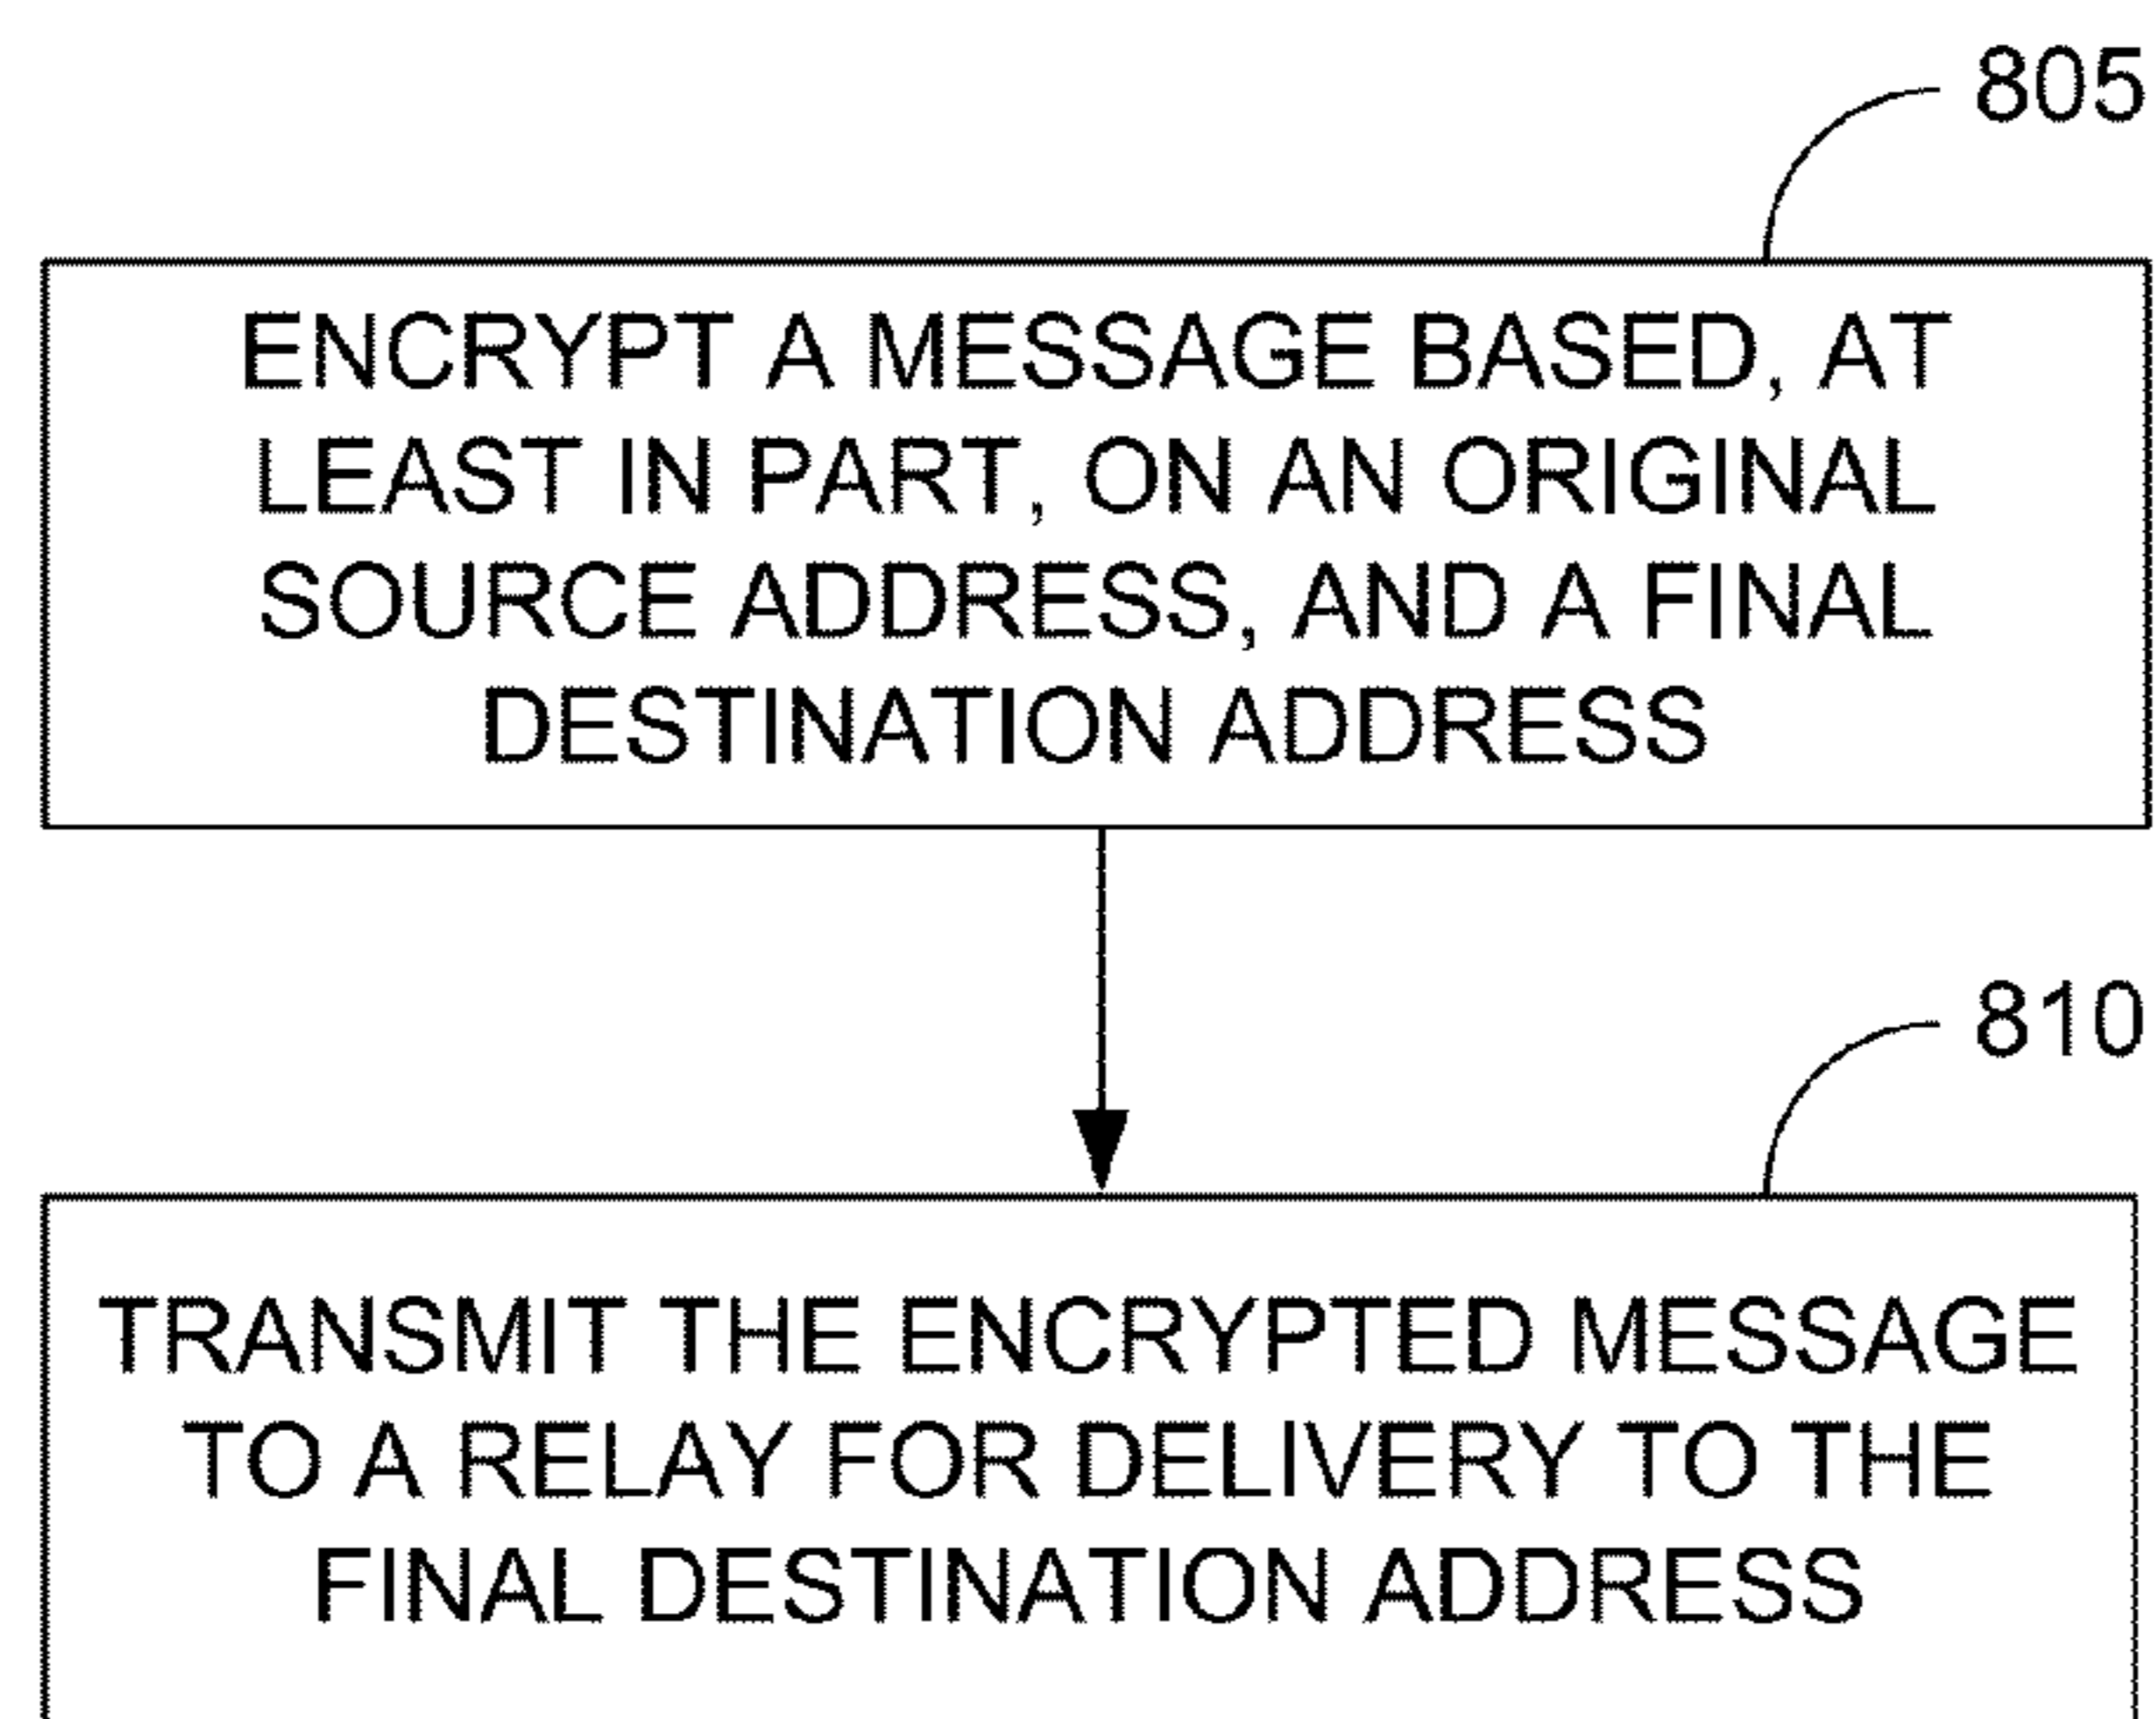 805
ENCRYPT A MESSAGE BASED, AT
LEAST IN PART, ON AN ORIGINAL
SOURCE ADDRESS, AND A FINAL
DESTINATION ADDRESS
810
TRANSMIT THE ENCRYPTED MESSAGE
TO A RELAY FOR DELIVERY TO THE
FINAL DESTINATION ADDRESS